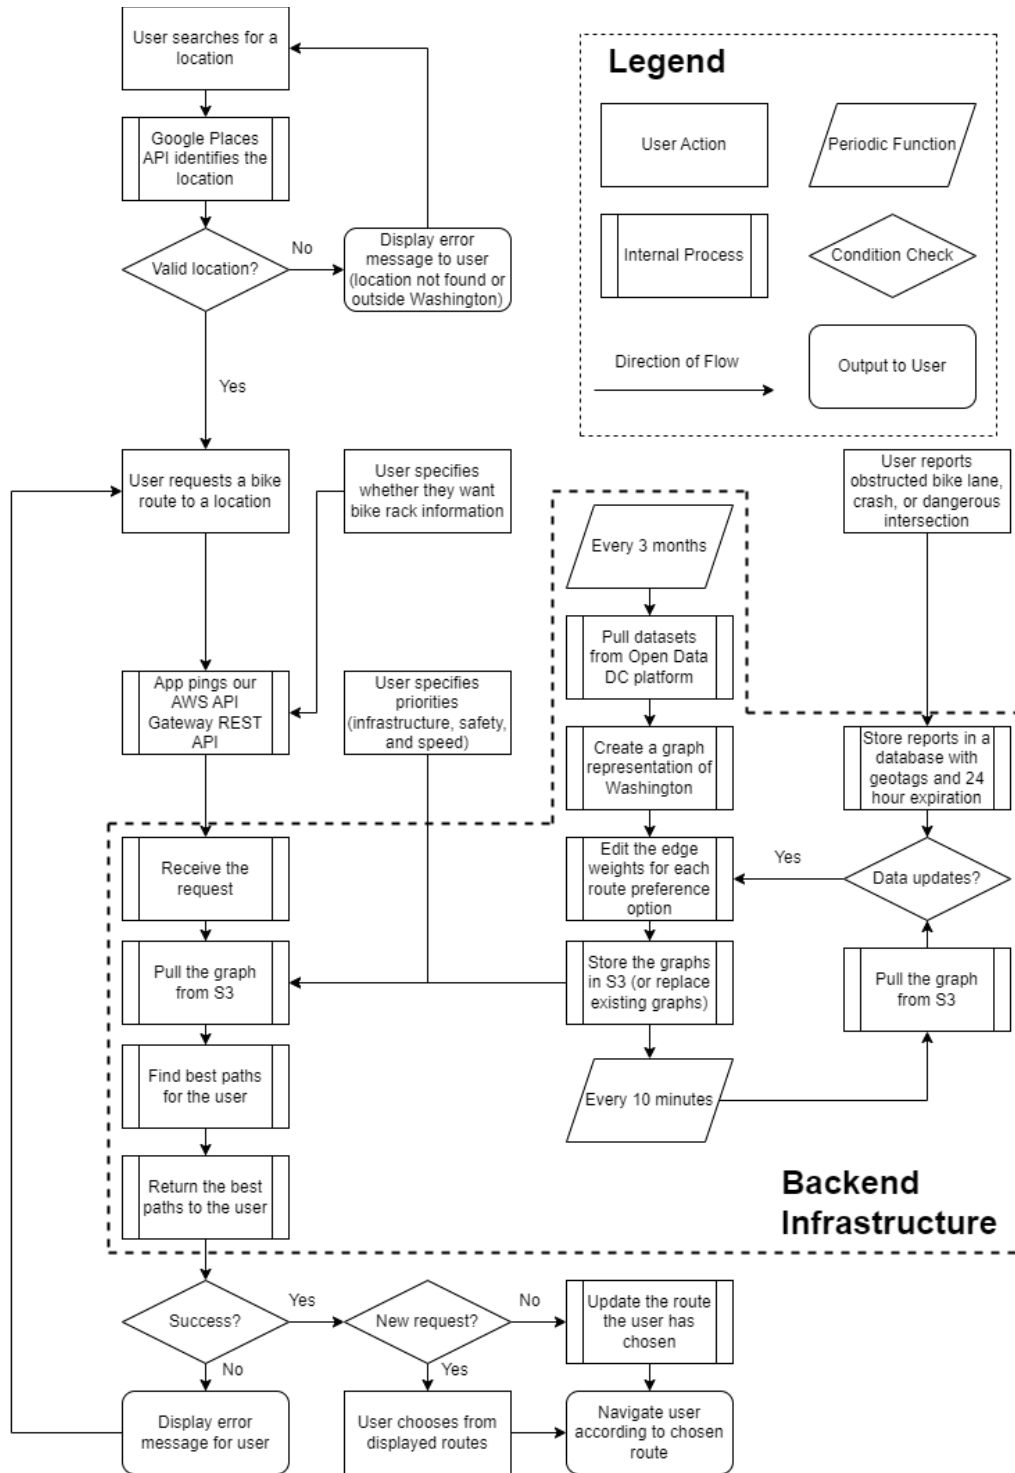 User searches for a
location
Google Places
API identifies the
location
Valid location?
No
Display error
message to user
(location not found or
outside Washington)
Yes
Legend
User Action
Periodic Function
Internal Process
Condition Check
Direction of Flow
Output to User
User requests a bike
route to a location
User specifies
whether they want
bike rack information
User reports
obstructed bike lane,
crash, or dangerous
intersection
Every 3 months
Pull datasets
from Open Data
DC platform
App pings our
AWS API
Gateway REST
API
User specifies
priorities
(infrastructure, safety,
and speed)
Create a graph
representation of
Washington
Store reports in a
database with
geotags and 24
hour expiration
Receive the
request
Edit the edge
weights for each
route preference
option
Yes
Data updates?
Pull the graph
from S3
Store the graphs
in S3 (or replace
existing graphs)
Pull the graph
from S3
Find best paths
for the user
Every 10 minutes
Return the best
paths to the user
Backend
Infrastructure
Success?
Yes
New request?
No
Update the route
the user has
chosen
No
Yes
Display error
message for user
User chooses from
displayed routes
Navigate user
according to chosen
route